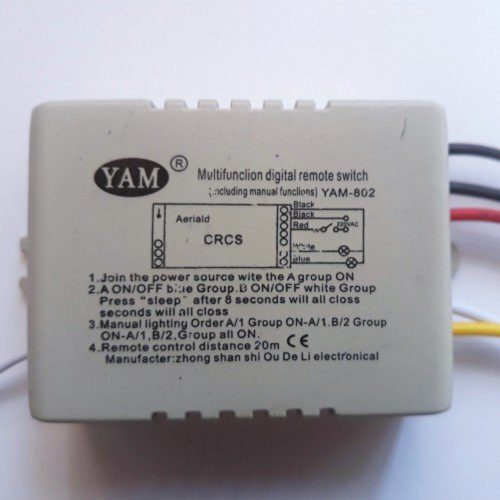 YAM ®
Multifunclion digital remote switch
(including manual functions) YAM-802
Black
Black
Red
220VAC
Aeriald
CRCS
White
Blue
1.Join the power source wite the A group ON
2.A ON/OFF blue Group.B ON/OFF white Group
Press "sleep" after 8 seconds will all closs
seconds will all closs
3.Manual lighting Order A/1 Group ON-A/1.B/2 Group
ON-A/1,B/2,Group all ON.
4.Remote control distance 20m CE
Manufacter:zhong shan shi Ou De Li electronical